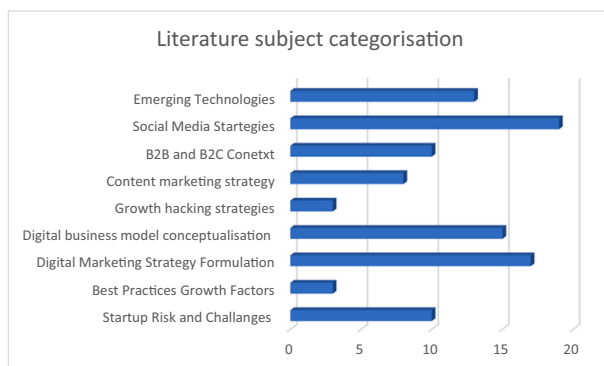 Literature subject categorisation
Emerging Technologies
Social Media Startegies
B2B and B2C Conetxt
Content marketing strategy
Growth hacking strategies
Digital business model conceptualisation
Digital Marketing Strategy Formulation
Best Practices Growth Factors
Startup Risk and Challanges
0 5 10 15 20